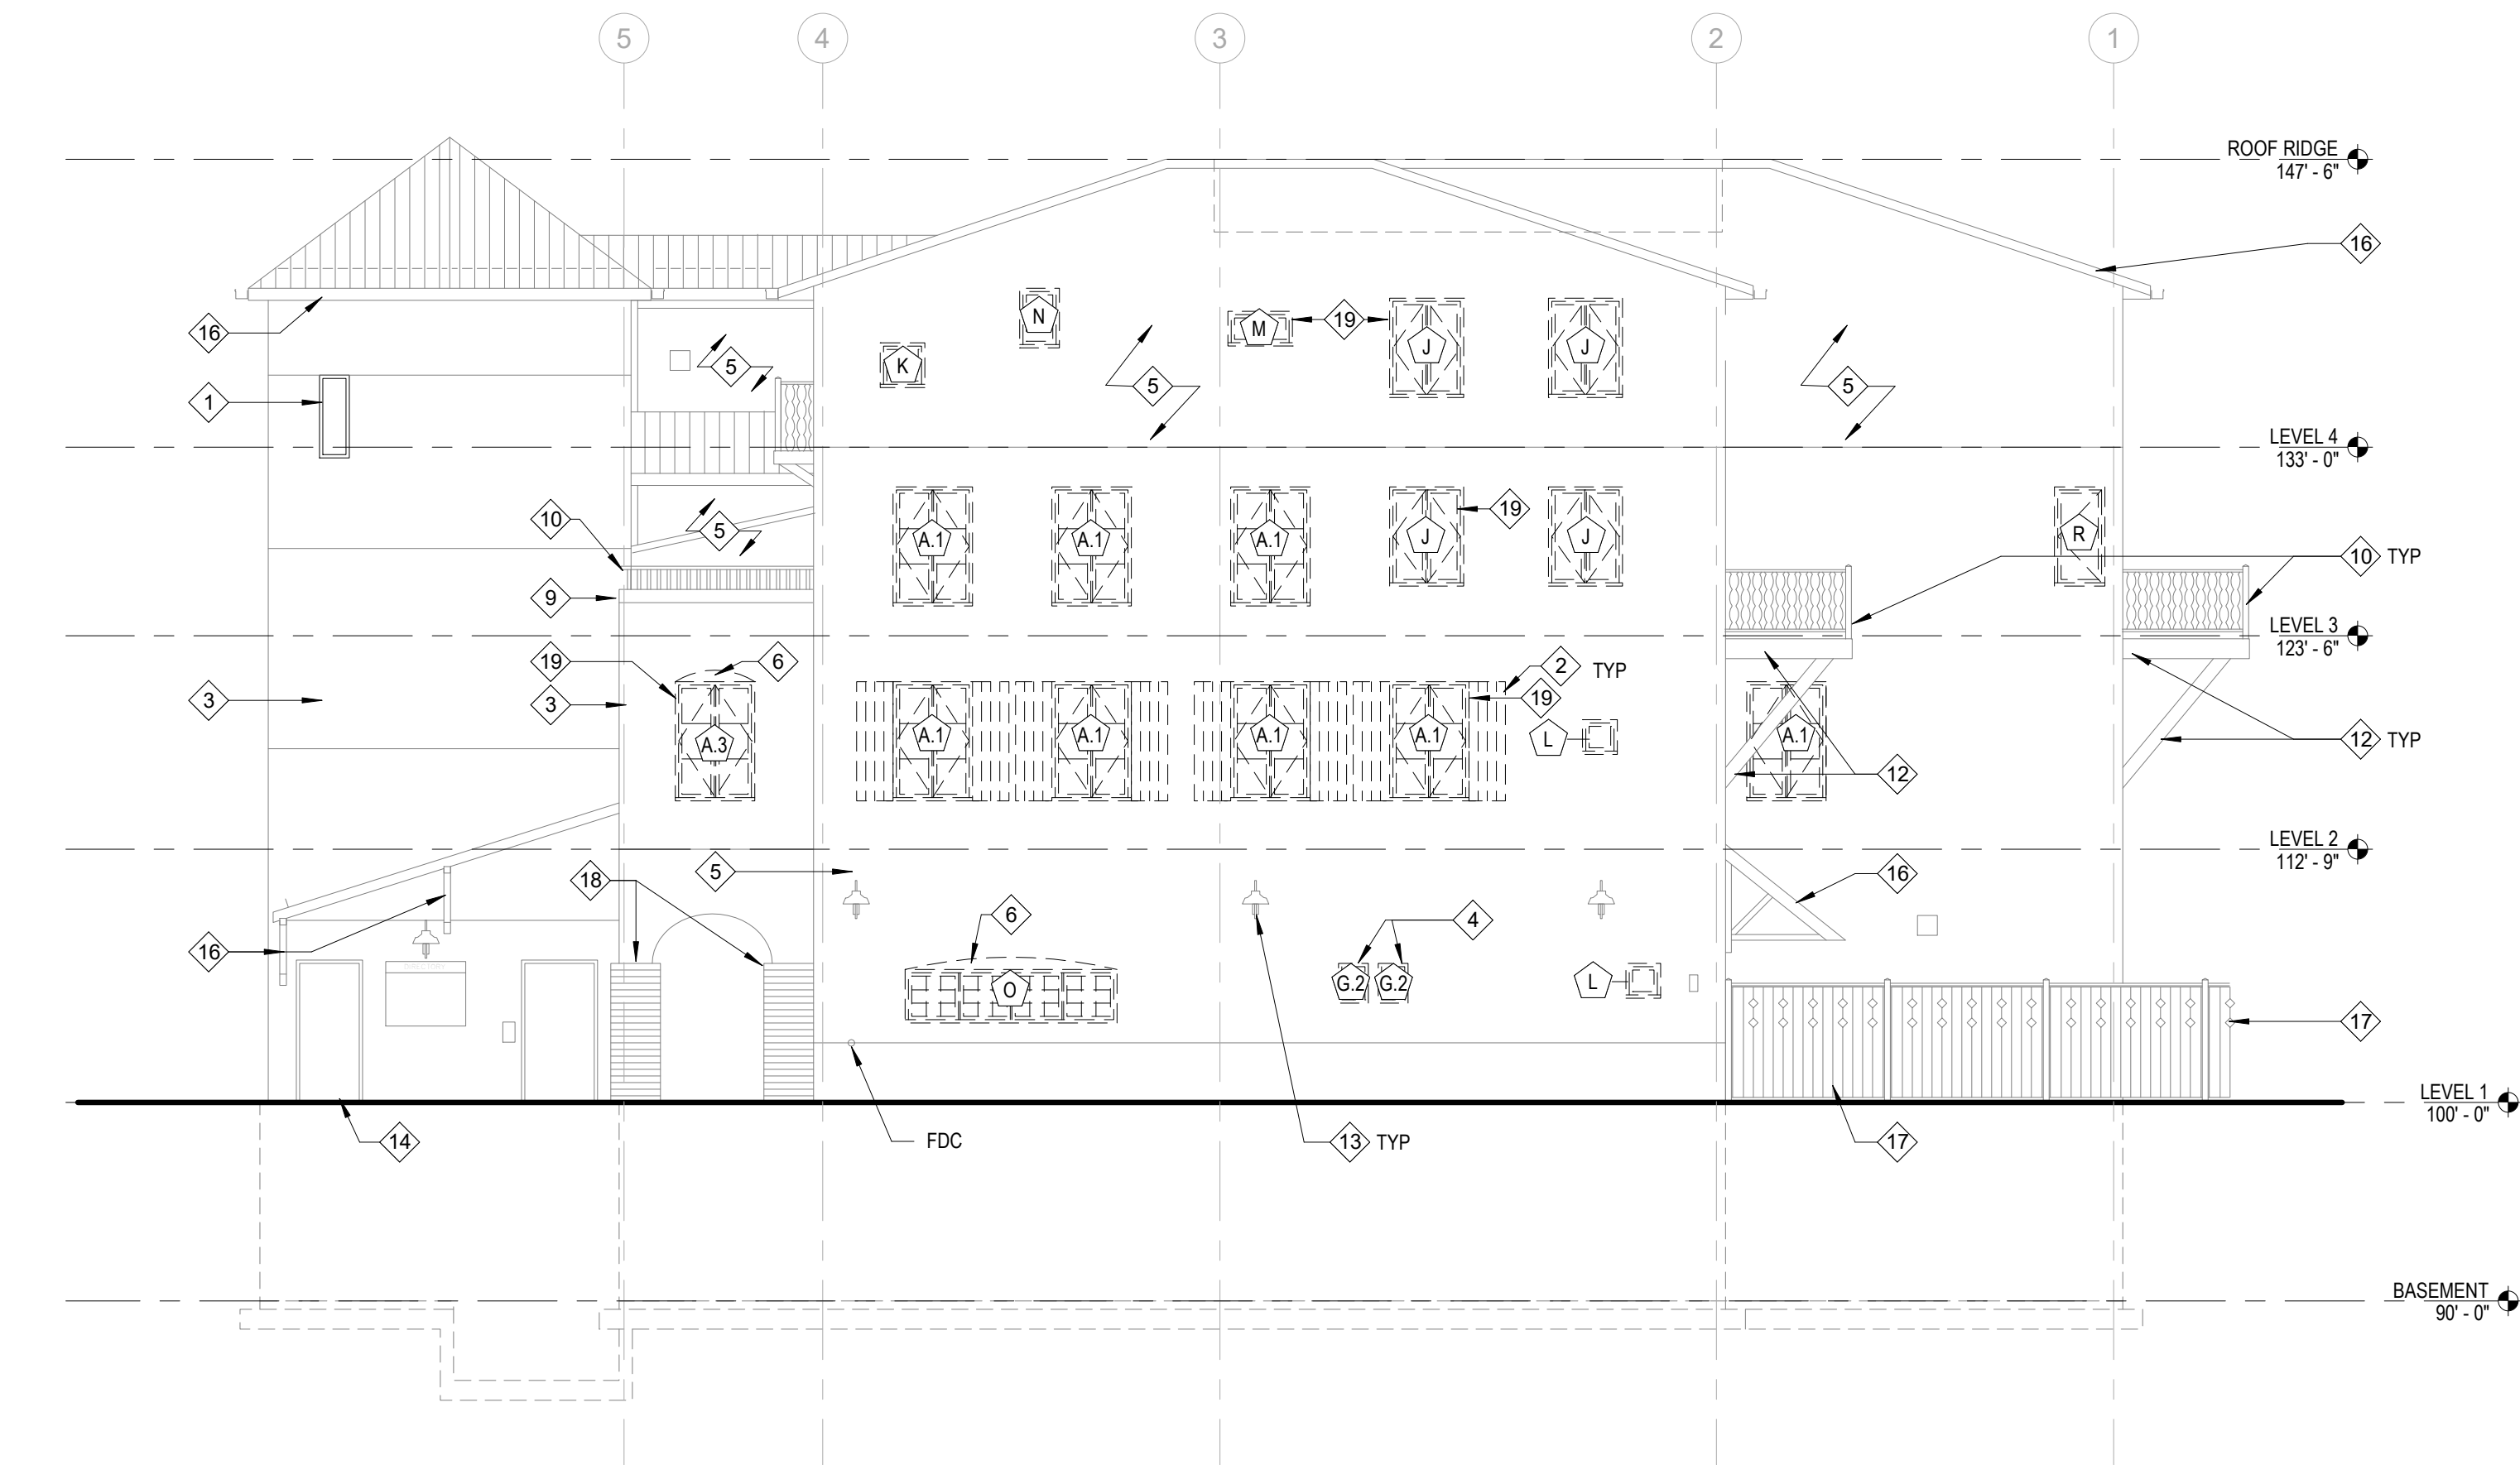 5 4 3 2 1
ROOF RIDGE
147' - 6"
16
N
M 19 J J
16
5 K 5 5
1
LEVEL 4
133' - 0"
10 5 A.1 A.1 A.1 J 19 J R
10 TYP
9
LEVEL 3
123' - 6"
19 6 2 TYP
3 3 19
A.3 A.1 A.1 A.1 A.1 L A.1 12 TYP
12
LEVEL 2
112' - 9"
18 5 16
6 4
16
DIRECTORY
O G.2 G.2 L
17
LEVEL 1
100' - 0"
14 FDC 13 TYP 17
BASEMENT
90' - 0"